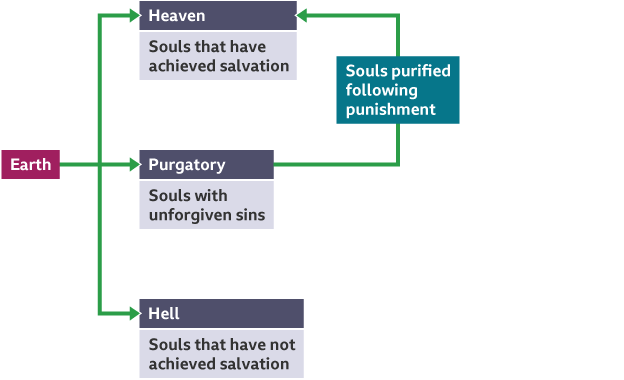 Heaven
Souls that have
achieved salvation
Souls purified
following
punishment
Earth
Purgatory
Souls with
unforgiven sins
Hell
Souls that have not
achieved salvation